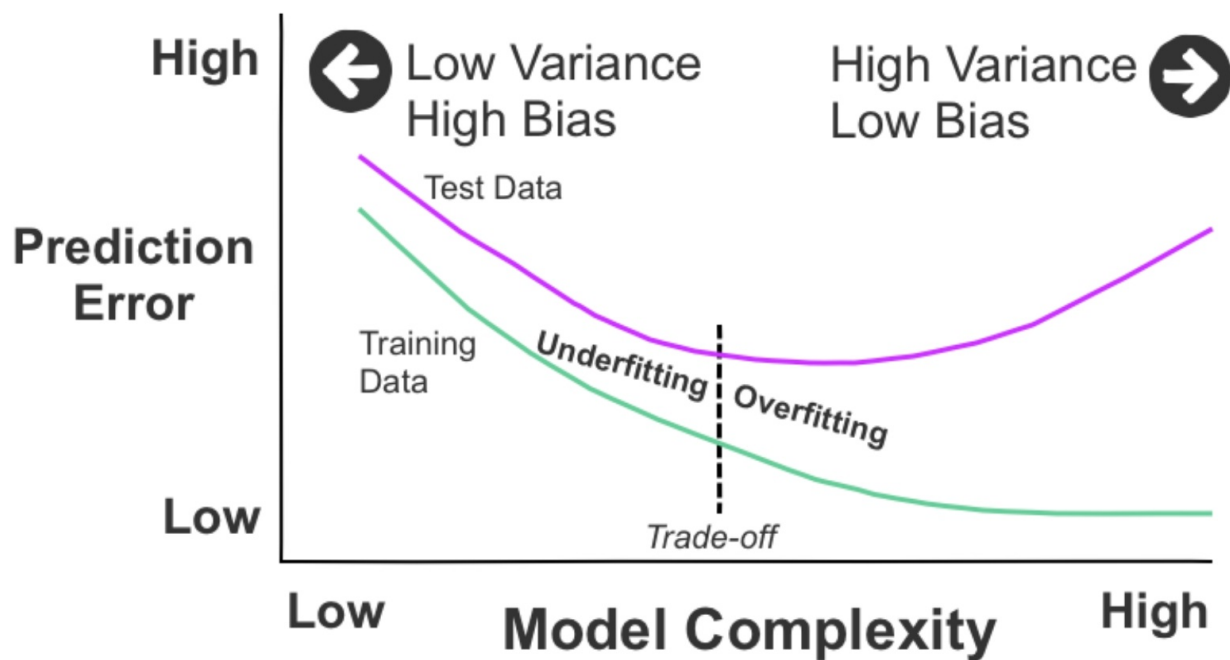 High
Low Variance
High Bias
High Variance
Low Bias
Test Data
Prediction
Error
Training
Data
Underfitting
Overfitting
Low
Trade-off
Low
Model Complexity
High